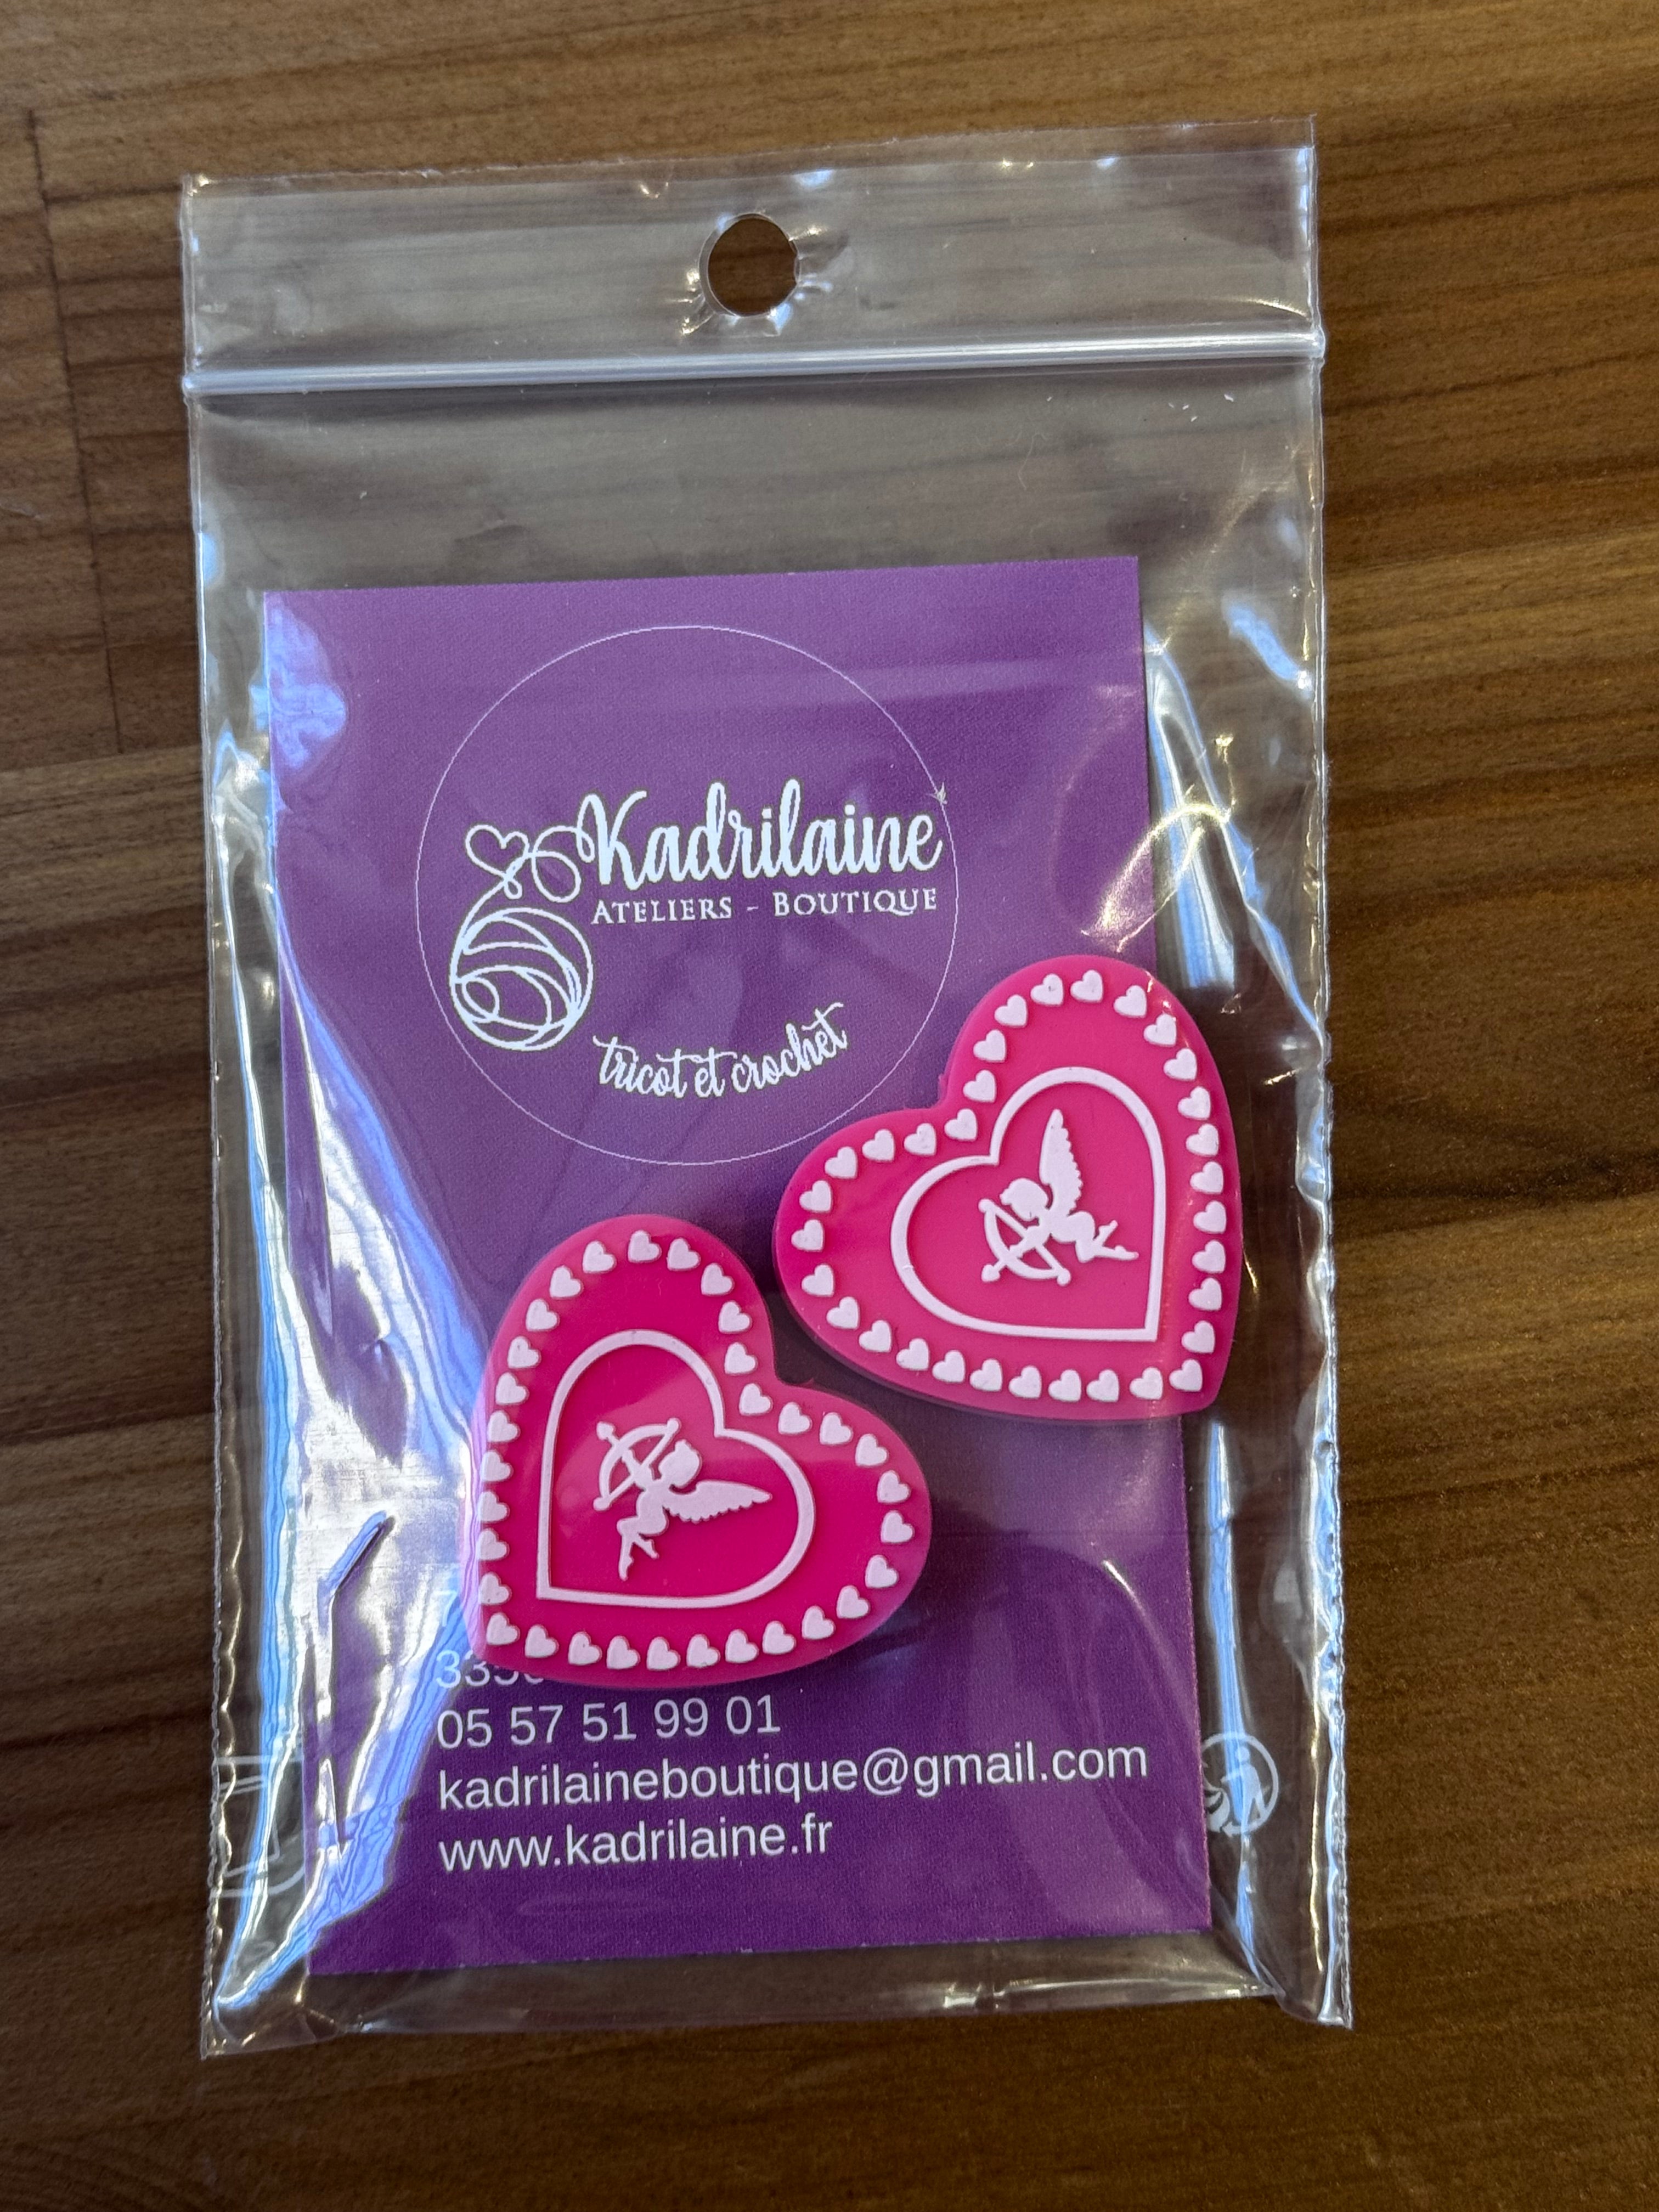 Kadrilaine
ATELIERS - BOUTIQUE
tricot et crochet
05 57 51 99 01
kadrilaineboutique@gmail.com
www.kadrilaine.fr